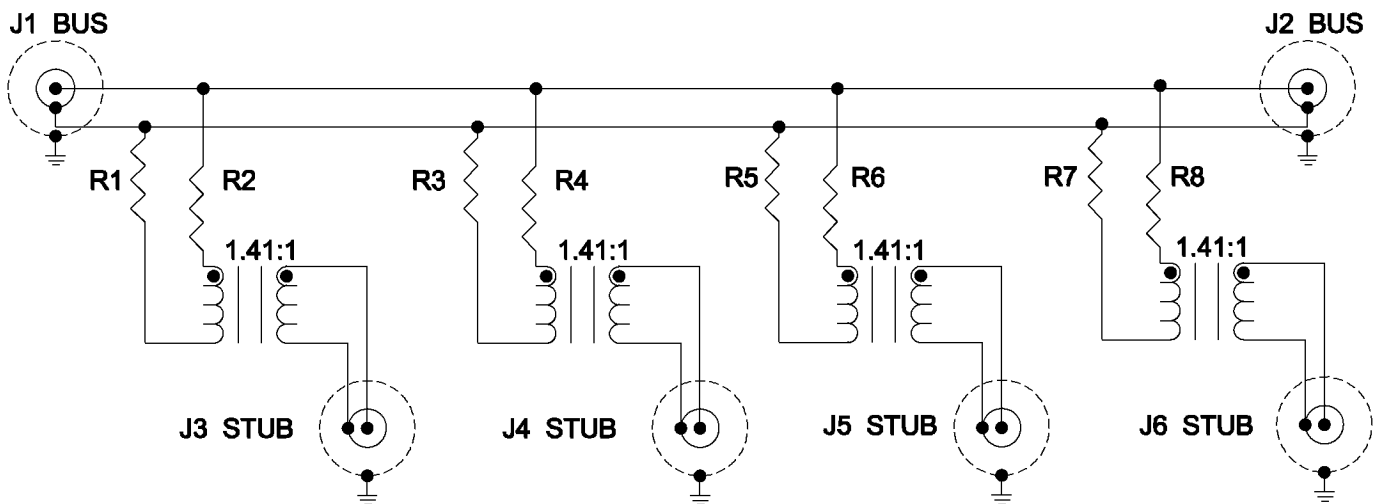 J1 BUS
J2 BUS
R1
R2
R3
R4
R5
R6
R7
R8
1.41:1
1.41:1
1.41:1
1.41:1
J3 STUB
J4 STUB
J5 STUB
J6 STUB